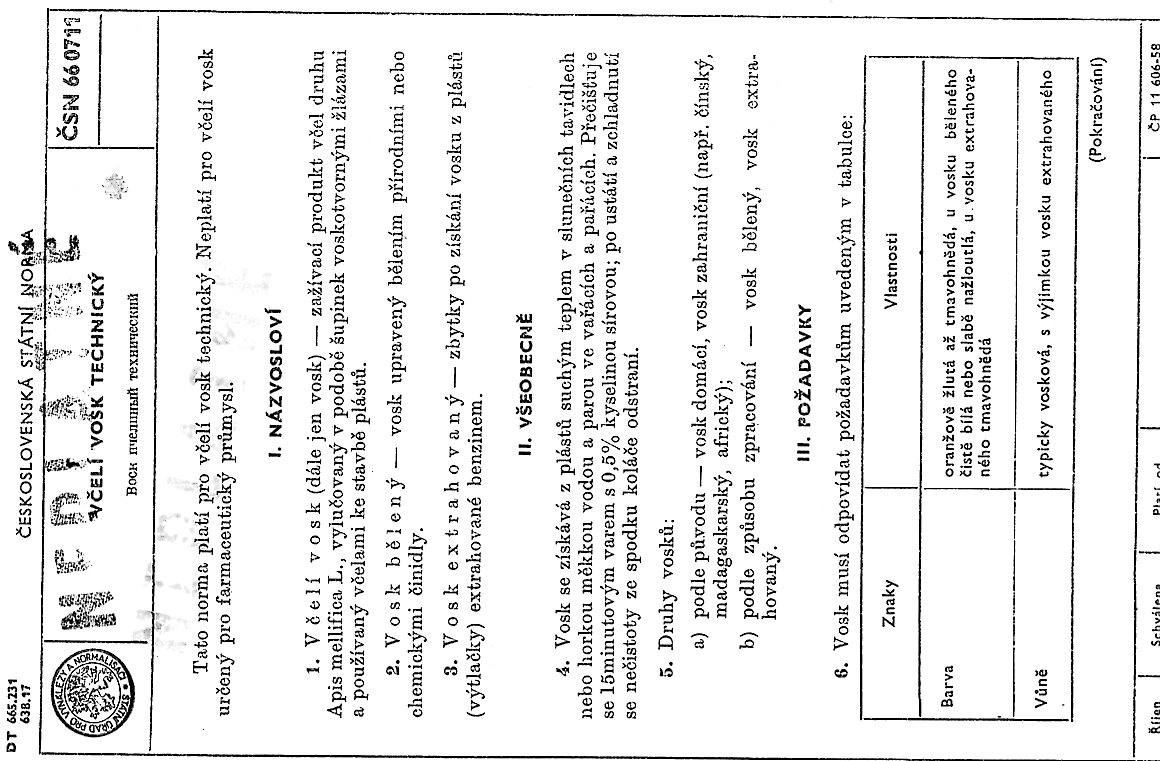 DT 665.231
638.17
ČESKOSLOVENSKÁ STÁTNÍ NORMA
STÁTNÍ ÚŘAD PRO VYNÁLEZY A NORMALISACI
NEPLATNÉ
VČELÍ VOSK TECHNICKÝ
Воск пчелиный технический
ČSN 66 0711
Tato norma platí pro včelí vosk technický. Neplatí pro včelí vosk
určený pro farmaceutický průmysl.
I. NÁZVOSLOVÍ
1. Včelí vosk (dále jen vosk) — zažívací produkt včel druhu
Apis mellifica L., vylučovaný v podobě šupinek voskotvornými žlázami
a používaný včelami ke stavbě plástů.
2. Vosk bělený — vosk upravený bělením přírodními nebo
chemickými činidly.
3. Vosk extrahovaný — zbytky po získání vosku z plástů
(výtlačky) extrahované benzinem.
II. VŠEOBECNĚ
4. Vosk se získává z plástů suchým teplem v slunečních tavidlech
nebo horkou měkkou vodou a parou ve vařácích a pařácích. Přečišťuje
se 15minutovým varem s 0,5% kyselinou sírovou; po ustátí a zchladnutí
se nečistoty ze spodku koláče odstraní.
5. Druhy vosků:
a) podle původu — vosk domácí, vosk zahraniční (např. čínský,
madagaskarský, africký);
b) podle způsobu zpracování — vosk bělený, vosk extra-
hovaný.
III. POŽADAVKY
6. Vosk musí odpovídat požadavkům uvedeným v tabulce:
Znaky Vlastnosti
Barva oranžově žlutá až tmavohnědá, u vosku běleného
čistě bílá nebo slabě nažloutlá, u vosku extrahova-
ného tmavohnědá
Vůně typicky vosková, s výjimkou vosku extrahovaného
(Pokračování)
Říjen Schválena Platí od ČP 11 606-58